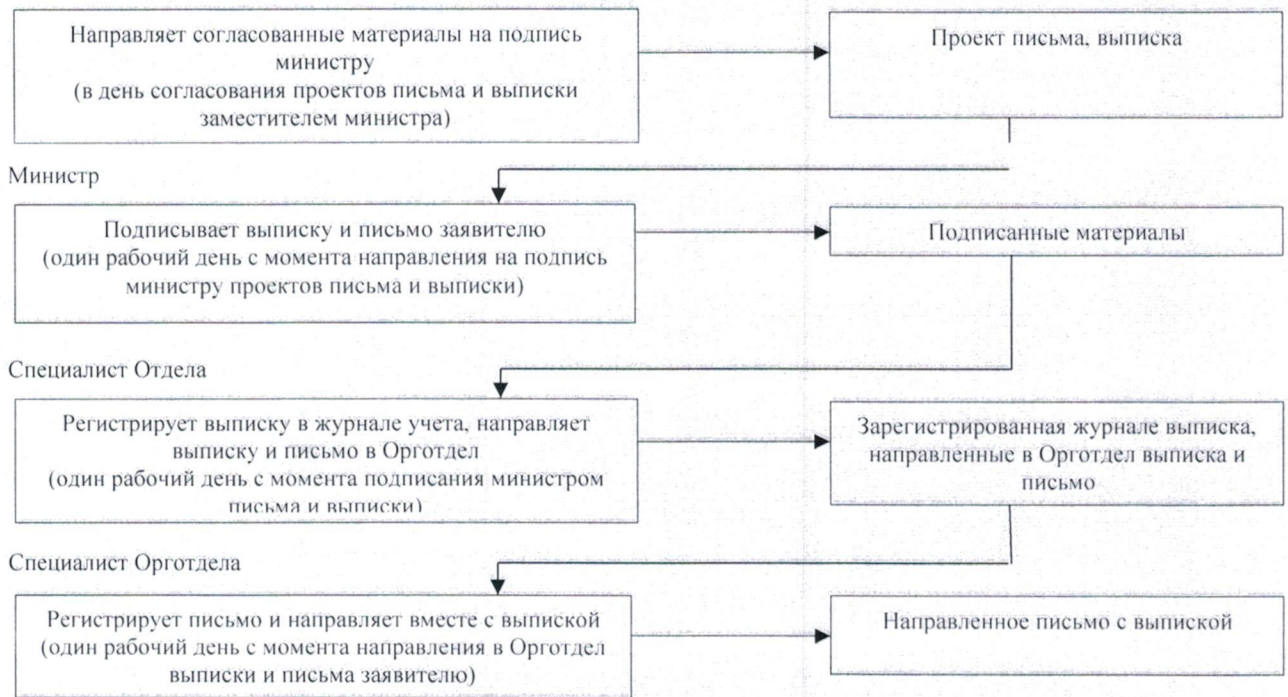 Направляет согласованные материалы на подпись
министру
(в день согласования проектов письма и выписки
заместителем министра)
Проект письма, выписка
Министр
Подписывает выписку и письмо заявителю
(один рабочий день с момента направления на подпись
министру проектов письма и выписки)
Подписанные материалы
Специалист Отдела
Регистрирует выписку в журнале учета, направляет
выписку и письмо в Орготдел
(один рабочий день с момента подписания министром
письма и выписки)
Зарегистрированная журнале выписка,
направленные в Орготдел выписка и
письмо
Специалист Орготдела
Регистрирует письмо и направляет вместе с выпиской
(один рабочий день с момента направления в Орготдел
выписки и письма заявителю)
Направленное письмо с выпиской